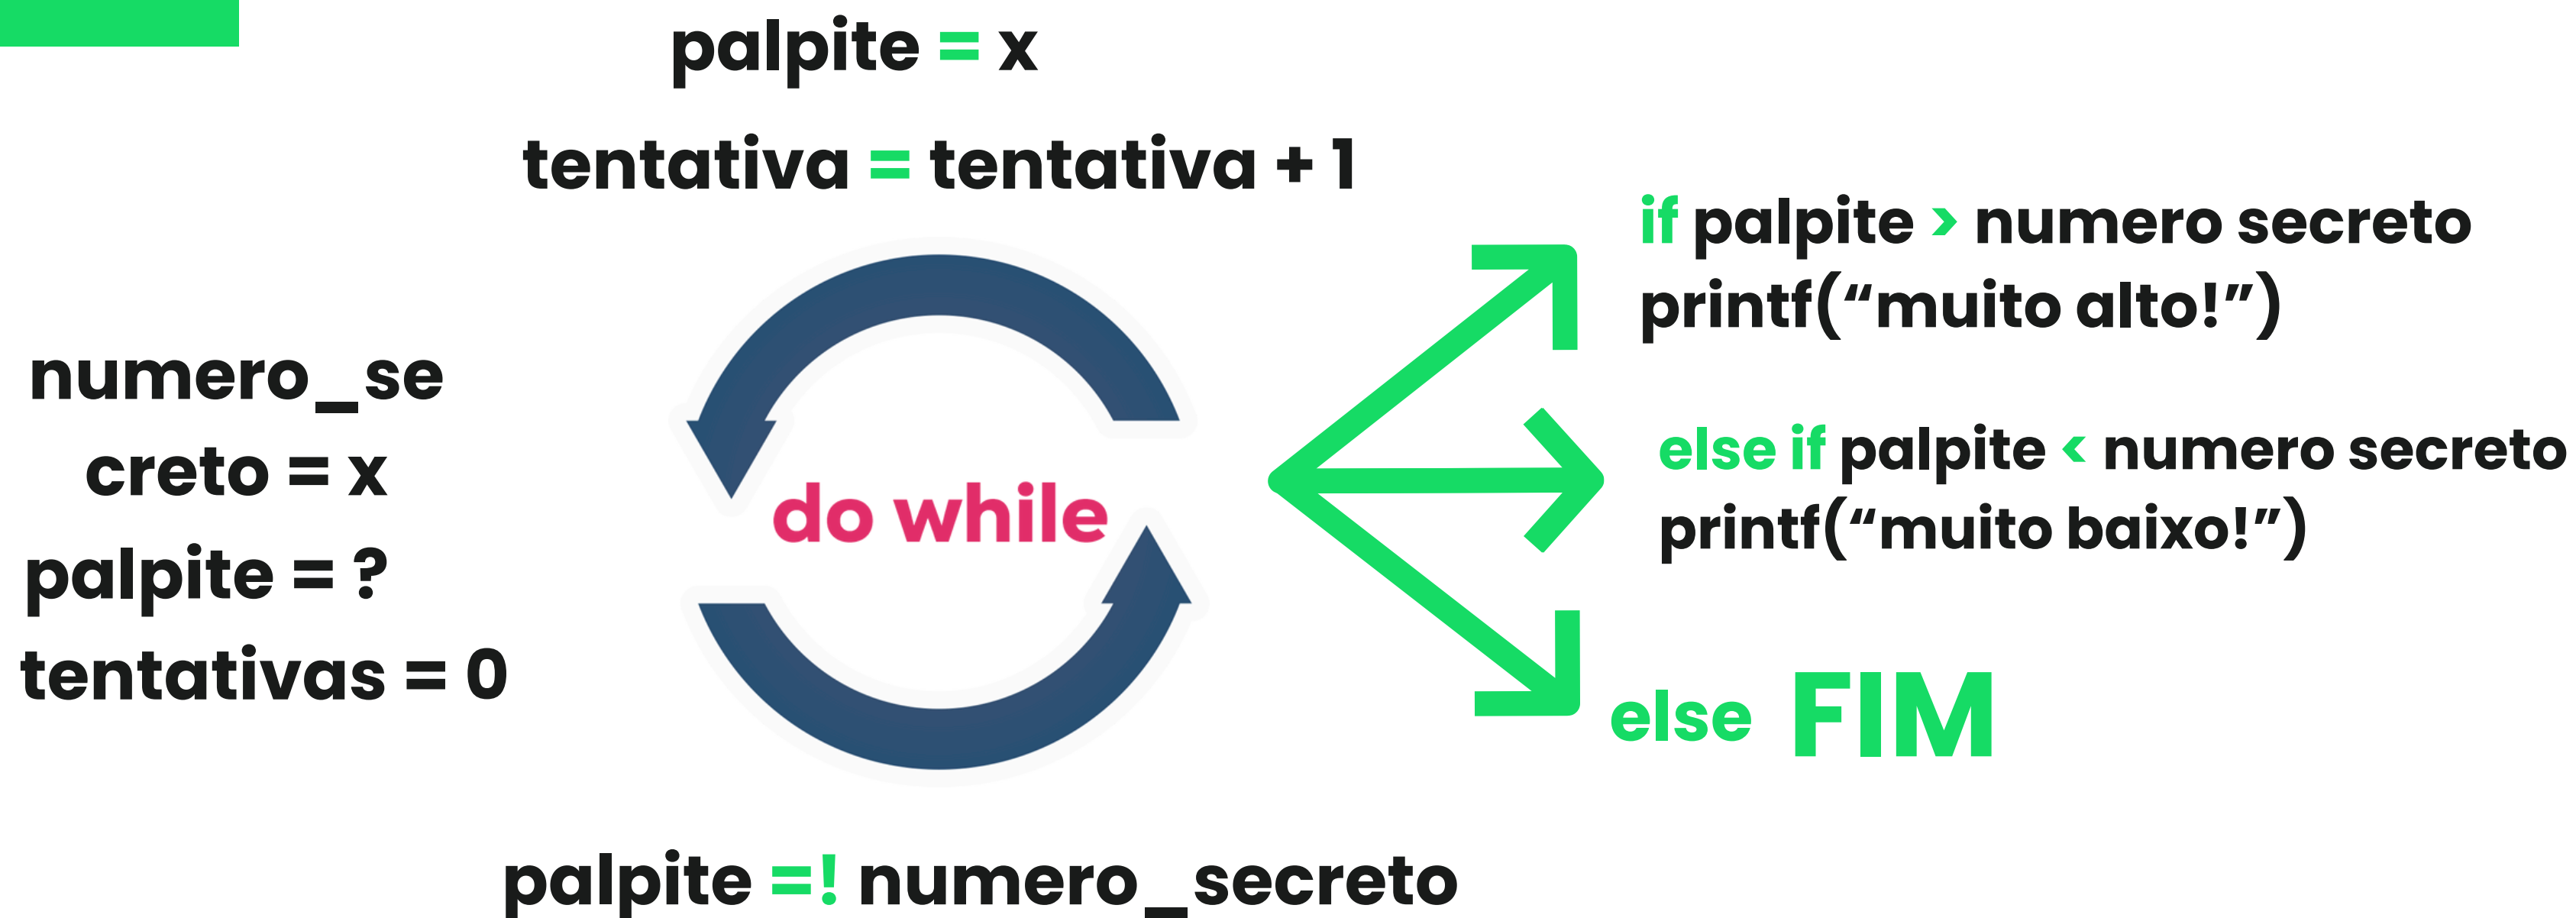 palpite = x
tentativa = tentativa + 1
numero_se
creto = x
palpite = ?
tentativas = 0
do while
if palpite > numero secreto
printf(“muito alto!”)
else if palpite < numero secreto
printf(“muito baixo!”)
else FIM
palpite =! numero_secreto